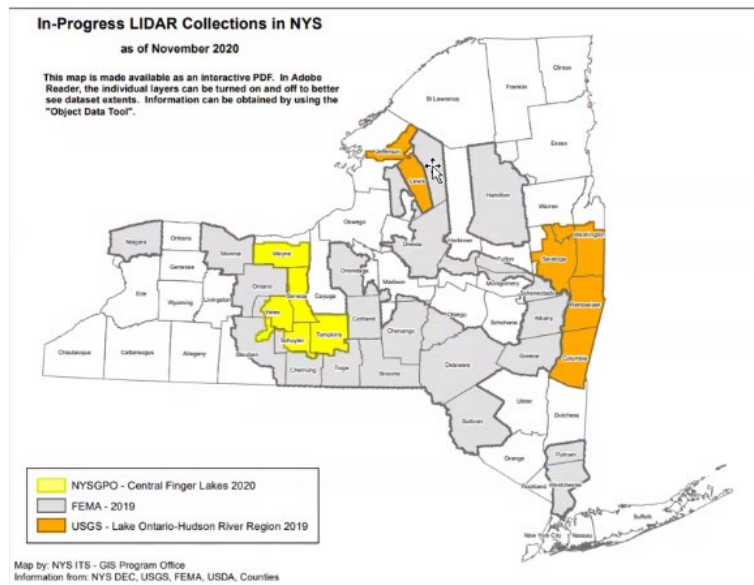 In-Progress LIDAR Collections in NYS
as of November 2020
This map is made available as an interactive PDF. In Adobe
Reader, the individual layers can be turned on and off to better
see dataset extents. Information can be obtained by using the
"Object Data Tool".
Clinton
Franklin
St Lawrence
Essex
Jefferson
Lewis
Hamilton
Warren
Washington
Oswego
Oneida
Herkimer
Fulton
Saratoga
Niagara
Orleans
Monroe
Wayne
Genesee
Onondaga
Madison
Montgomery
Ontario
Seneca
Cayuga
Schenectady
Rensselaer
Erie
Wyoming
Livingston
Yates
Otsego
Schoharie
Albany
Cortland
Chenango
Schuyler
Tompkins
Greene
Columbia
Chautauqua
Cattaraugus
Allegany
Steuben
Chemung
Tioga
Broome
Delaware
Ulster
Dutchess
Sullivan
Orange
Putnam
Rockland
Westchester
Suffolk
New York City
Nassau
NYSGPO - Central Finger Lakes 2020
FEMA - 2019
USGS - Lake Ontario-Hudson River Region 2019
Map by: NYS ITS - GIS Program Office
Information from: NYS DEC, USGS, FEMA, USDA, Counties